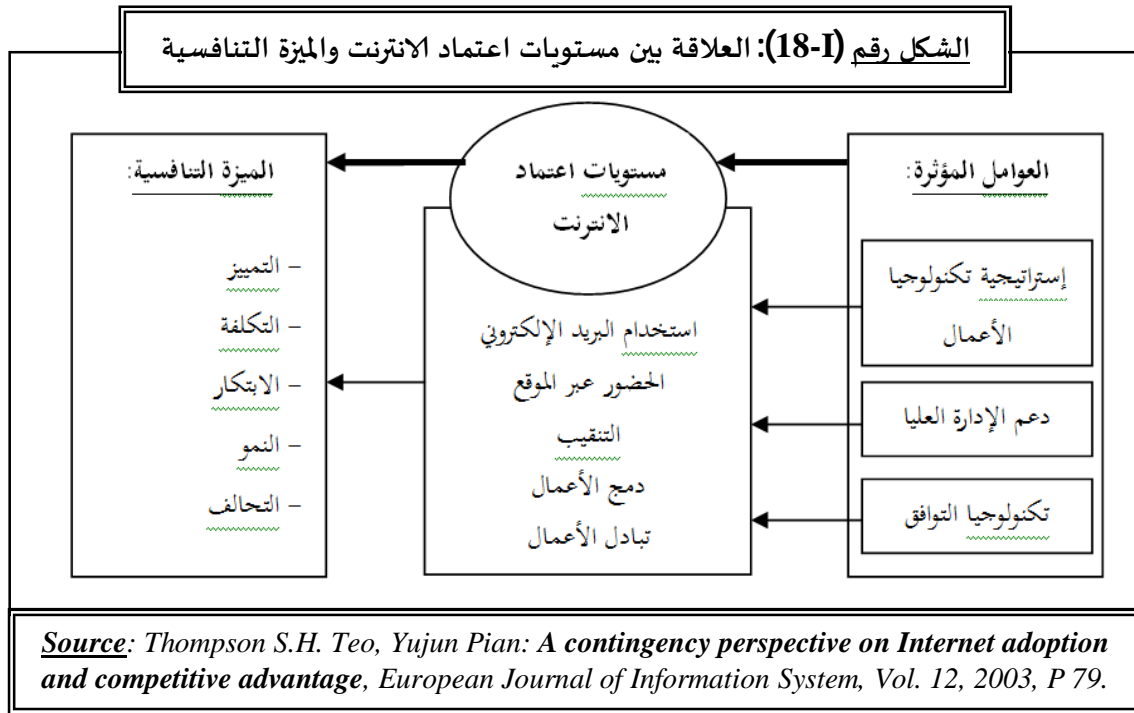 الشكل رقم (18-I): العلاقة بين مستويات اعتماد الانترنت والميزة التنافسية
العوامل المؤثرة:
إستراتيجية تكنولوجيا
الأعمال
دعم الإدارة العليا
تكنولوجيا التوافق
مستويات اعتماد
الانترنت
استخدام البريد الإلكتروني
الحضور عبر الموقع
التنقيب
دمج الأعمال
تبادل الأعمال
الميزة التنافسية:
– التمييز
– التكلفة
– الابتكار
– النمو
– التحالف
Source: Thompson S.H. Teo, Yujun Pian: A contingency perspective on Internet adoption
and competitive advantage, European Journal of Information System, Vol. 12, 2003, P 79.